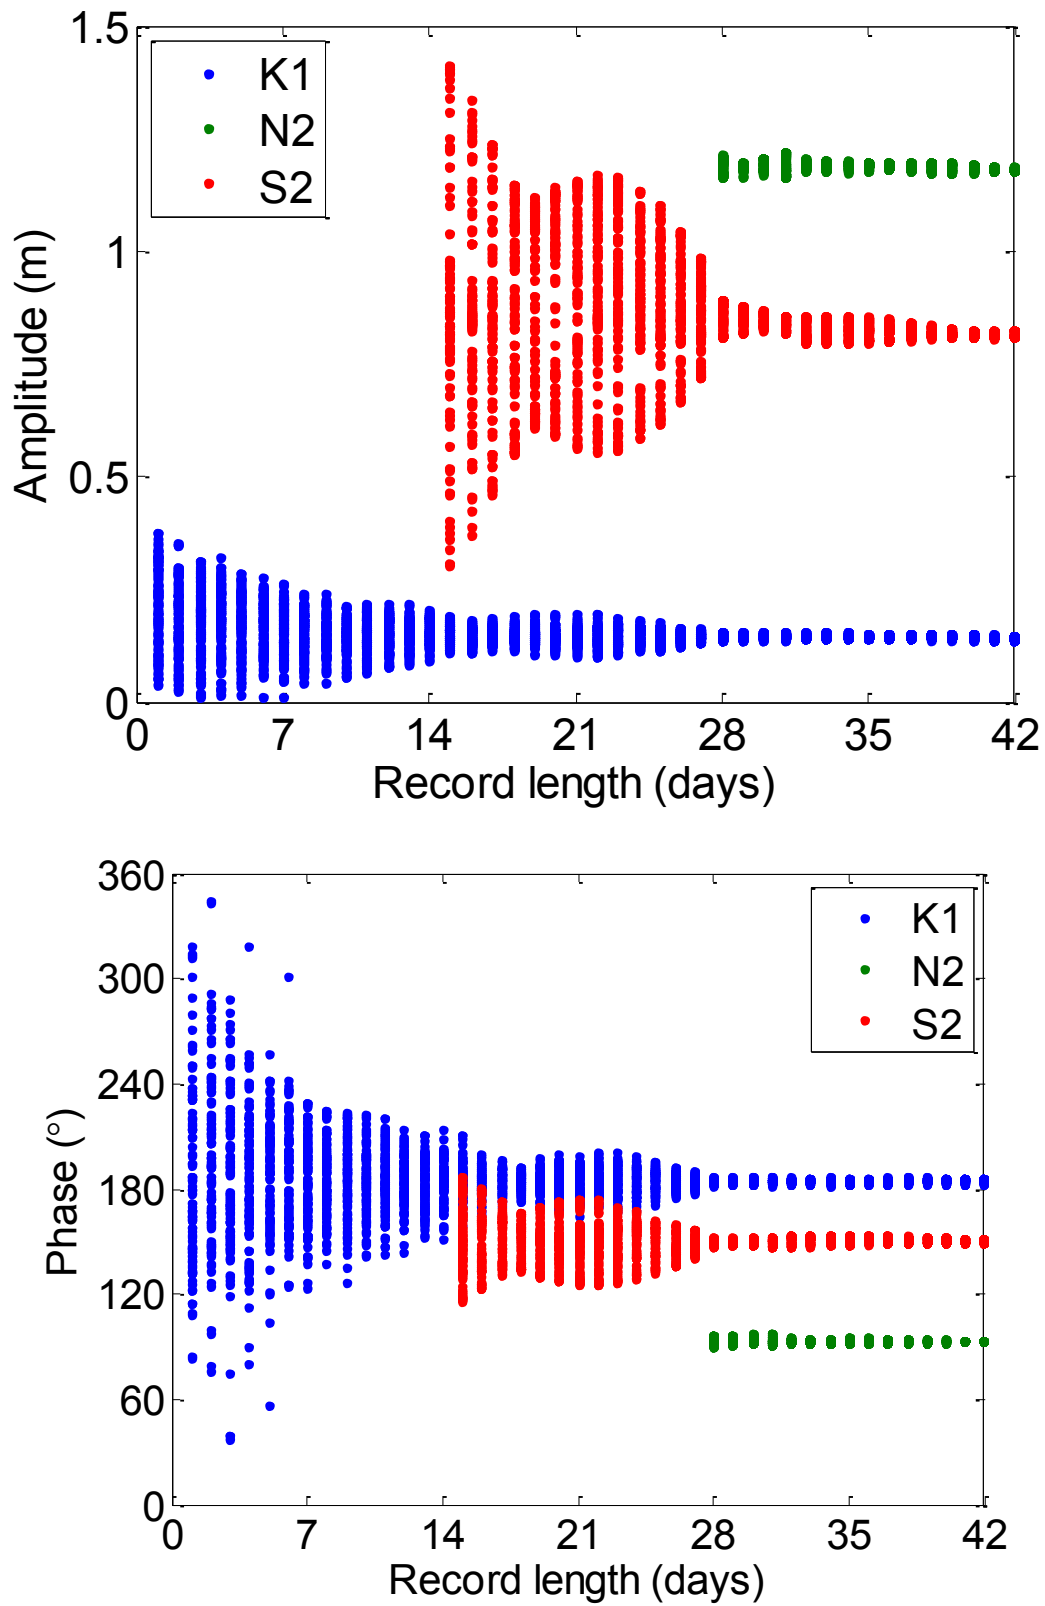 1.5
1
0.5
0
Amplitude (m)
K1
N2
S2
0 7 14 21 28 35 42
Record length (days)
360
300
240
180
120
60
0
Phase (°)
K1
N2
S2
0 7 14 21 28 35 42
Record length (days)